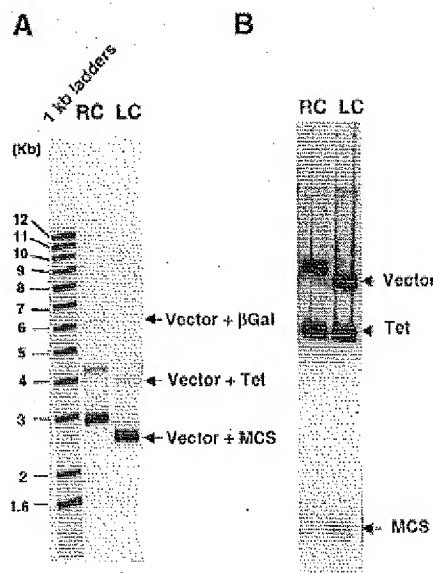 A
1 kb ladders
RC LC
(Kb)
12
11
10
9
8
7
6
5
4
3
2
1.6
Vector + βGal
Vector + Tet
Vector + MCS
B
RC LC
Vector
Tet
MCS